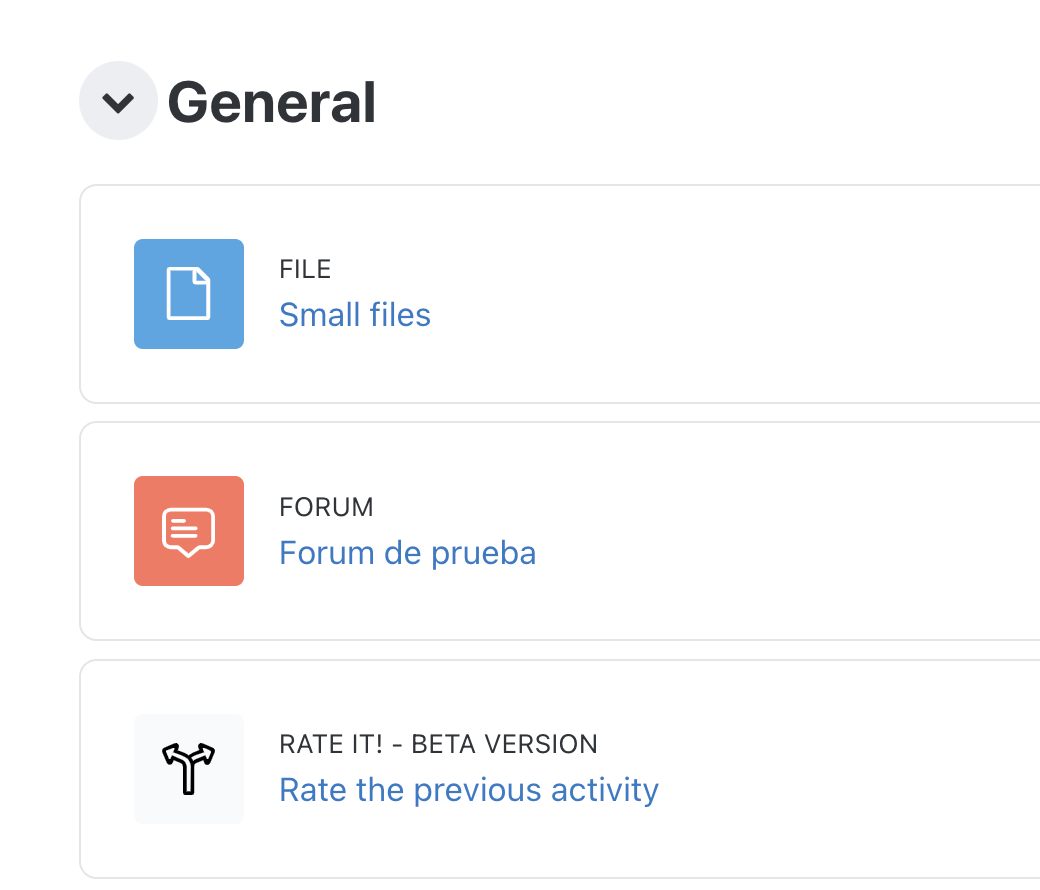 General
FILE
Small files
FORUM
Forum de prueba
RATE IT! - BETA VERSION
Rate the previous activity